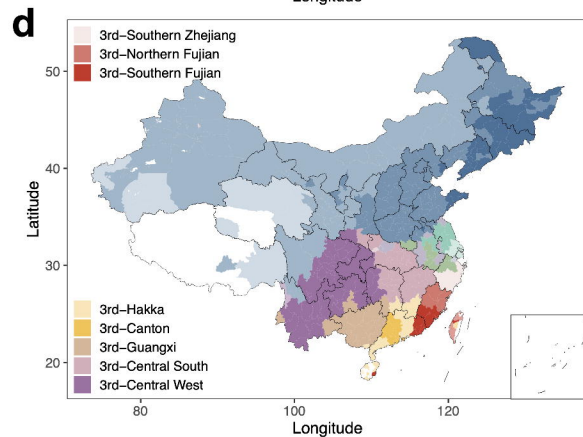 Longitude
d
3rd-Southern Zhejiang
3rd-Northern Fujian
3rd-Southern Fujian
50
40
30
20
Latitude
3rd-Hakka
3rd-Canton
3rd-Guangxi
3rd-Central South
3rd-Central West
80
100
120
Longitude